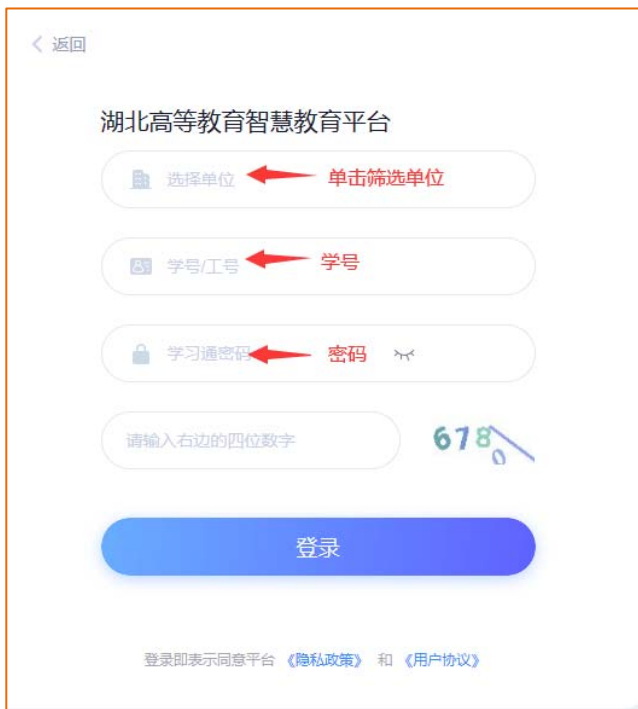 返回
湖北高等教育智慧教育平台
选择单位 单击筛选单位
学号/工号 学号
学习通密码 密码
请输入右边的四位数字 6780
登录
登录即表示同意平台 《隐私政策》 和 《用户协议》